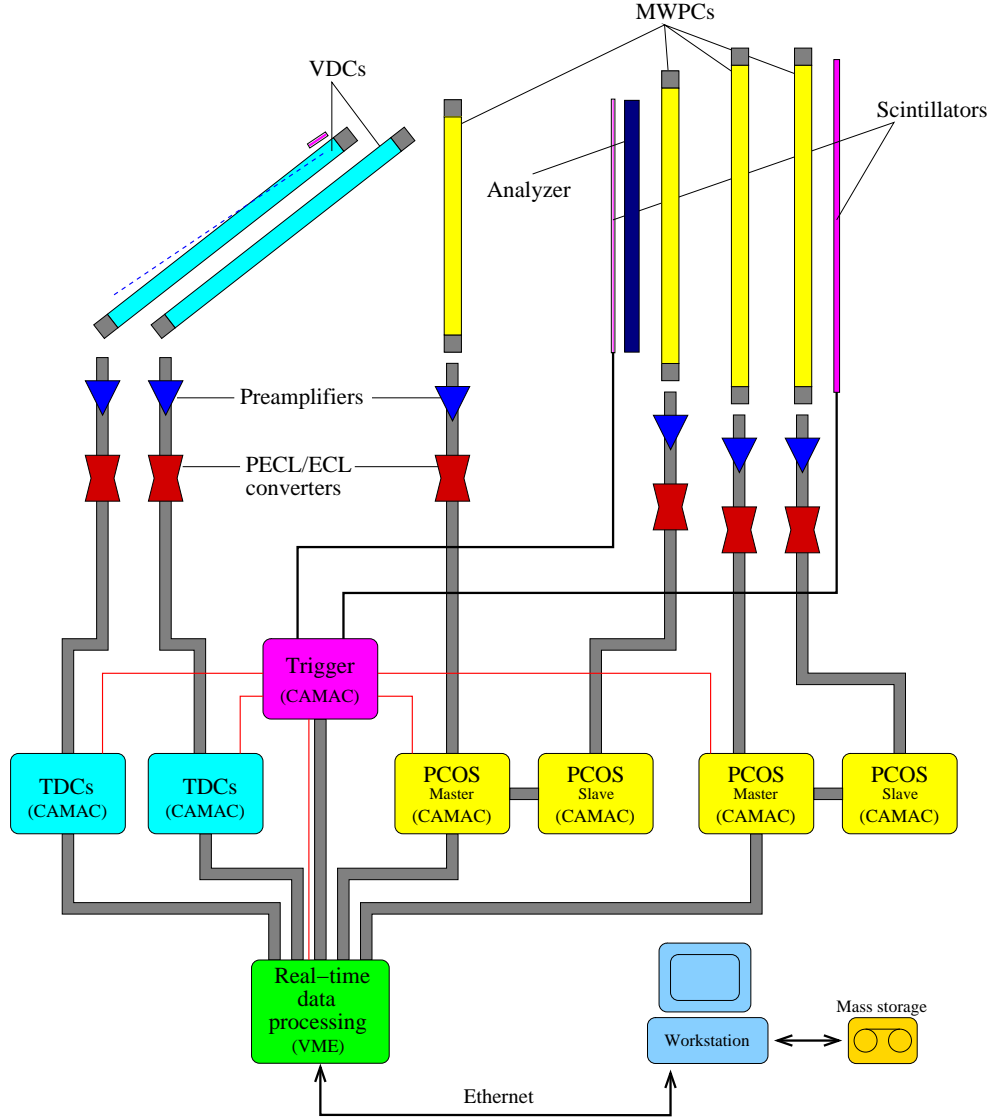 MWPCs
VDCs
Scintillators
Analyzer
Preamplifiers
PECL/ECL
converters
Trigger
(CAMAC)
TDCs
(CAMAC)
TDCs
(CAMAC)
PCOS
Master
(CAMAC)
PCOS
Slave
(CAMAC)
PCOS
Master
(CAMAC)
PCOS
Slave
(CAMAC)
Real−time
data
processing
(VME)
Mass storage
Workstation
Ethernet